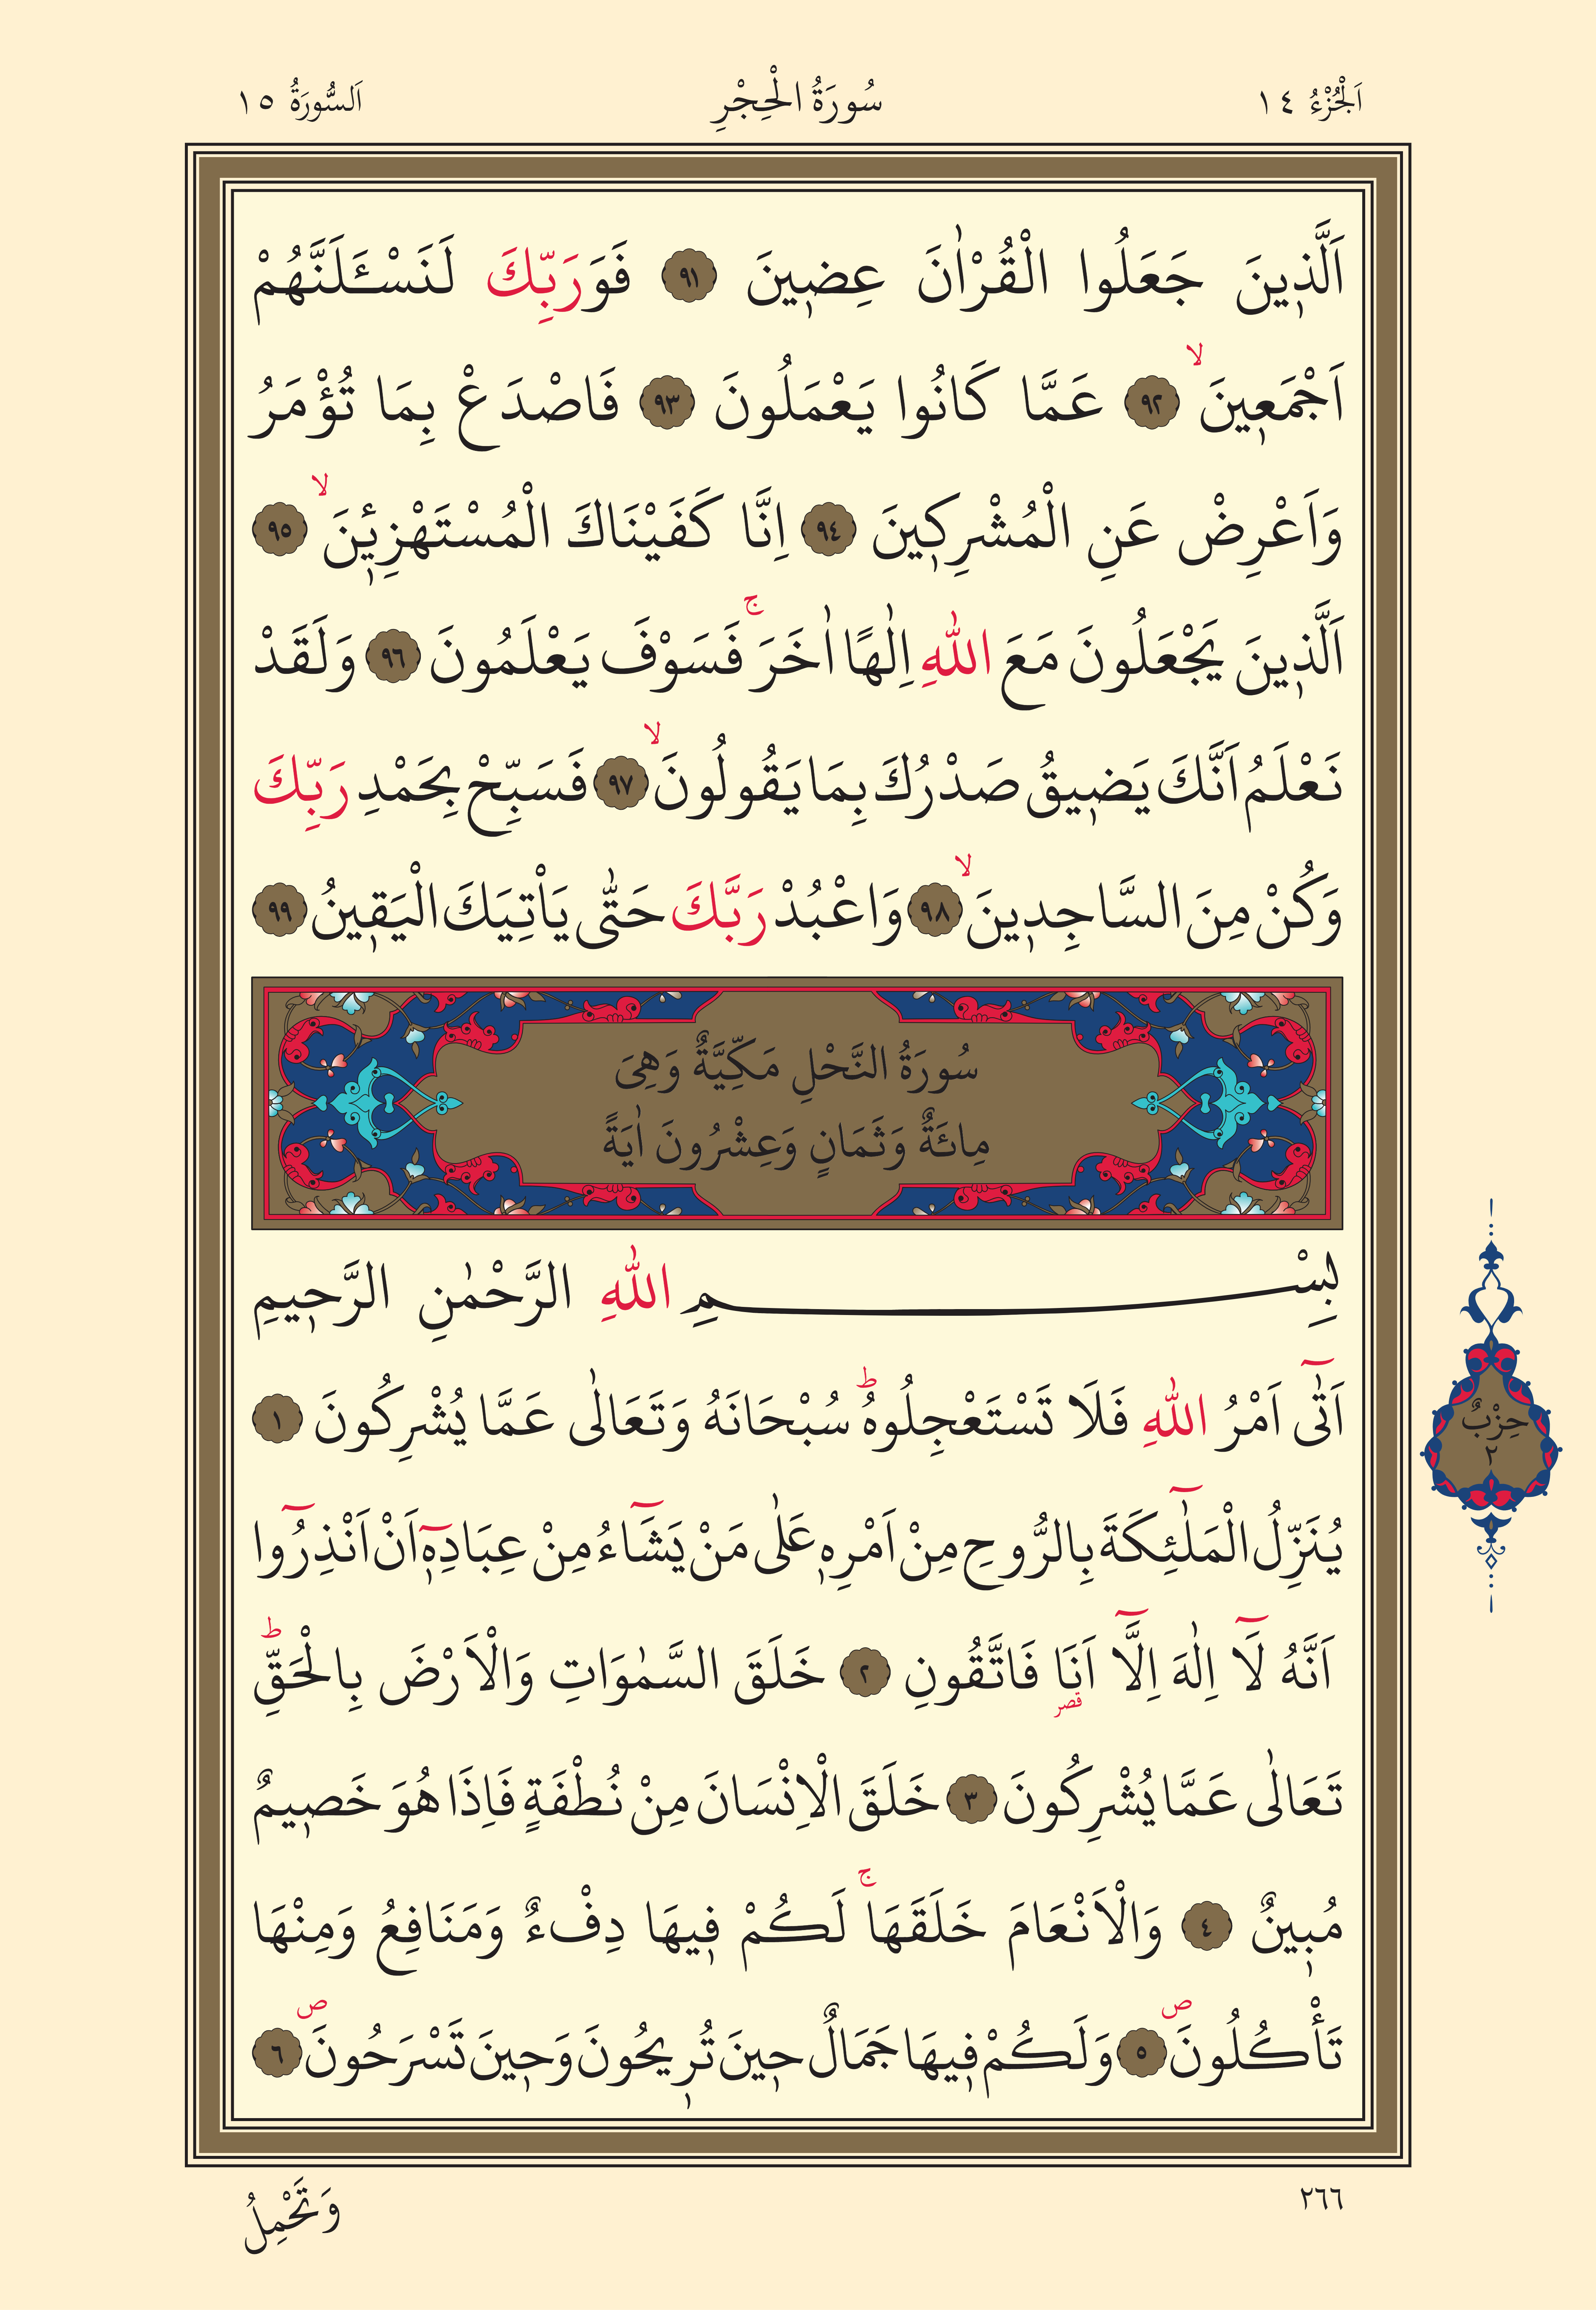 اَلْجُزْءُ ١٤
سُورَةُ الْحِجْرِ
اَلسُّورَةُ ١٥
اَلَّذ۪ينَ جَعَلُوا الْقُرْاٰنَ عِض۪ينَ ٩١ فَوَرَبِّكَ لَنَسْـَٔلَنَّهُمْ
اَجْمَع۪ينَۙ ٩٢ عَمَّا كَانُوا يَعْمَلُونَ ٩٣ فَاصْدَعْ بِمَا تُؤْمَرُ
وَاَعْرِضْ عَنِ الْمُشْرِك۪ينَ ٩٤ اِنَّا كَفَيْنَاكَ الْمُسْتَهْزِء۪ينَۙ ٩٥
اَلَّذ۪ينَ يَجْعَلُونَ مَعَ اللّٰهِ اِلٰهًا اٰخَرَۚ فَسَوْفَ يَعْلَمُونَ ٩٦ وَلَقَدْ
نَعْلَمُ اَنَّكَ يَض۪يقُ صَدْرُكَ بِمَا يَقُولُونَۙ ٩٧ فَسَبِّحْ بِحَمْدِ رَبِّكَ
وَكُنْ مِنَ السَّاجِد۪ينَۙ ٩٨ وَاعْبُدْ رَبَّكَ حَتّٰى يَأْتِيَكَ الْيَق۪ينُ ٩٩
سُورَةُ النَّحْلِ مَكِّيَّةٌ وَهِىَ
مِائَةٌ وَثَمَانٍ وَعِشْرُونَ اٰيَةً
بِسْمِ اللّٰهِ الرَّحْمٰنِ الرَّح۪يمِ
اَتٰٓى اَمْرُ اللّٰهِ فَلَا تَسْتَعْجِلُوهُۜ سُبْحَانَهُ وَتَعَالٰى عَمَّا يُشْرِكُونَ ١
حِزْبٌ
٢
يُنَزِّلُ الْمَلٰٓئِكَةَ بِالرُّوحِ مِنْ اَمْرِه۪ عَلٰى مَنْ يَشَٓاءُ مِنْ عِبَادِه۪ٓ اَنْ اَنْذِرُٓوا
اَنَّهُ لَٓا اِلٰهَ اِلَّٓا اَنَا۬ فَاتَّقُونِ ٢ خَلَقَ السَّمٰوَاتِ وَالْاَرْضَ بِالْحَقِّۜ
قصر
تَعَالٰى عَمَّا يُشْرِكُونَ ٣ خَلَقَ الْاِنْسَانَ مِنْ نُطْفَةٍ فَاِذَا هُوَ خَص۪يمٌ
مُب۪ينٌ ٤ وَالْاَنْعَامَ خَلَقَهَاۚ لَكُمْ ف۪يهَا دِفْءٌ وَمَنَافِعُ وَمِنْهَا
تَأْكُلُونَۖ ٥ وَلَكُمْ ف۪يهَا جَمَالٌ ح۪ينَ تُر۪يحُونَ وَح۪ينَ تَسْرَحُونَۖ ٦
٢٦٦
وَتَحْمِلُ